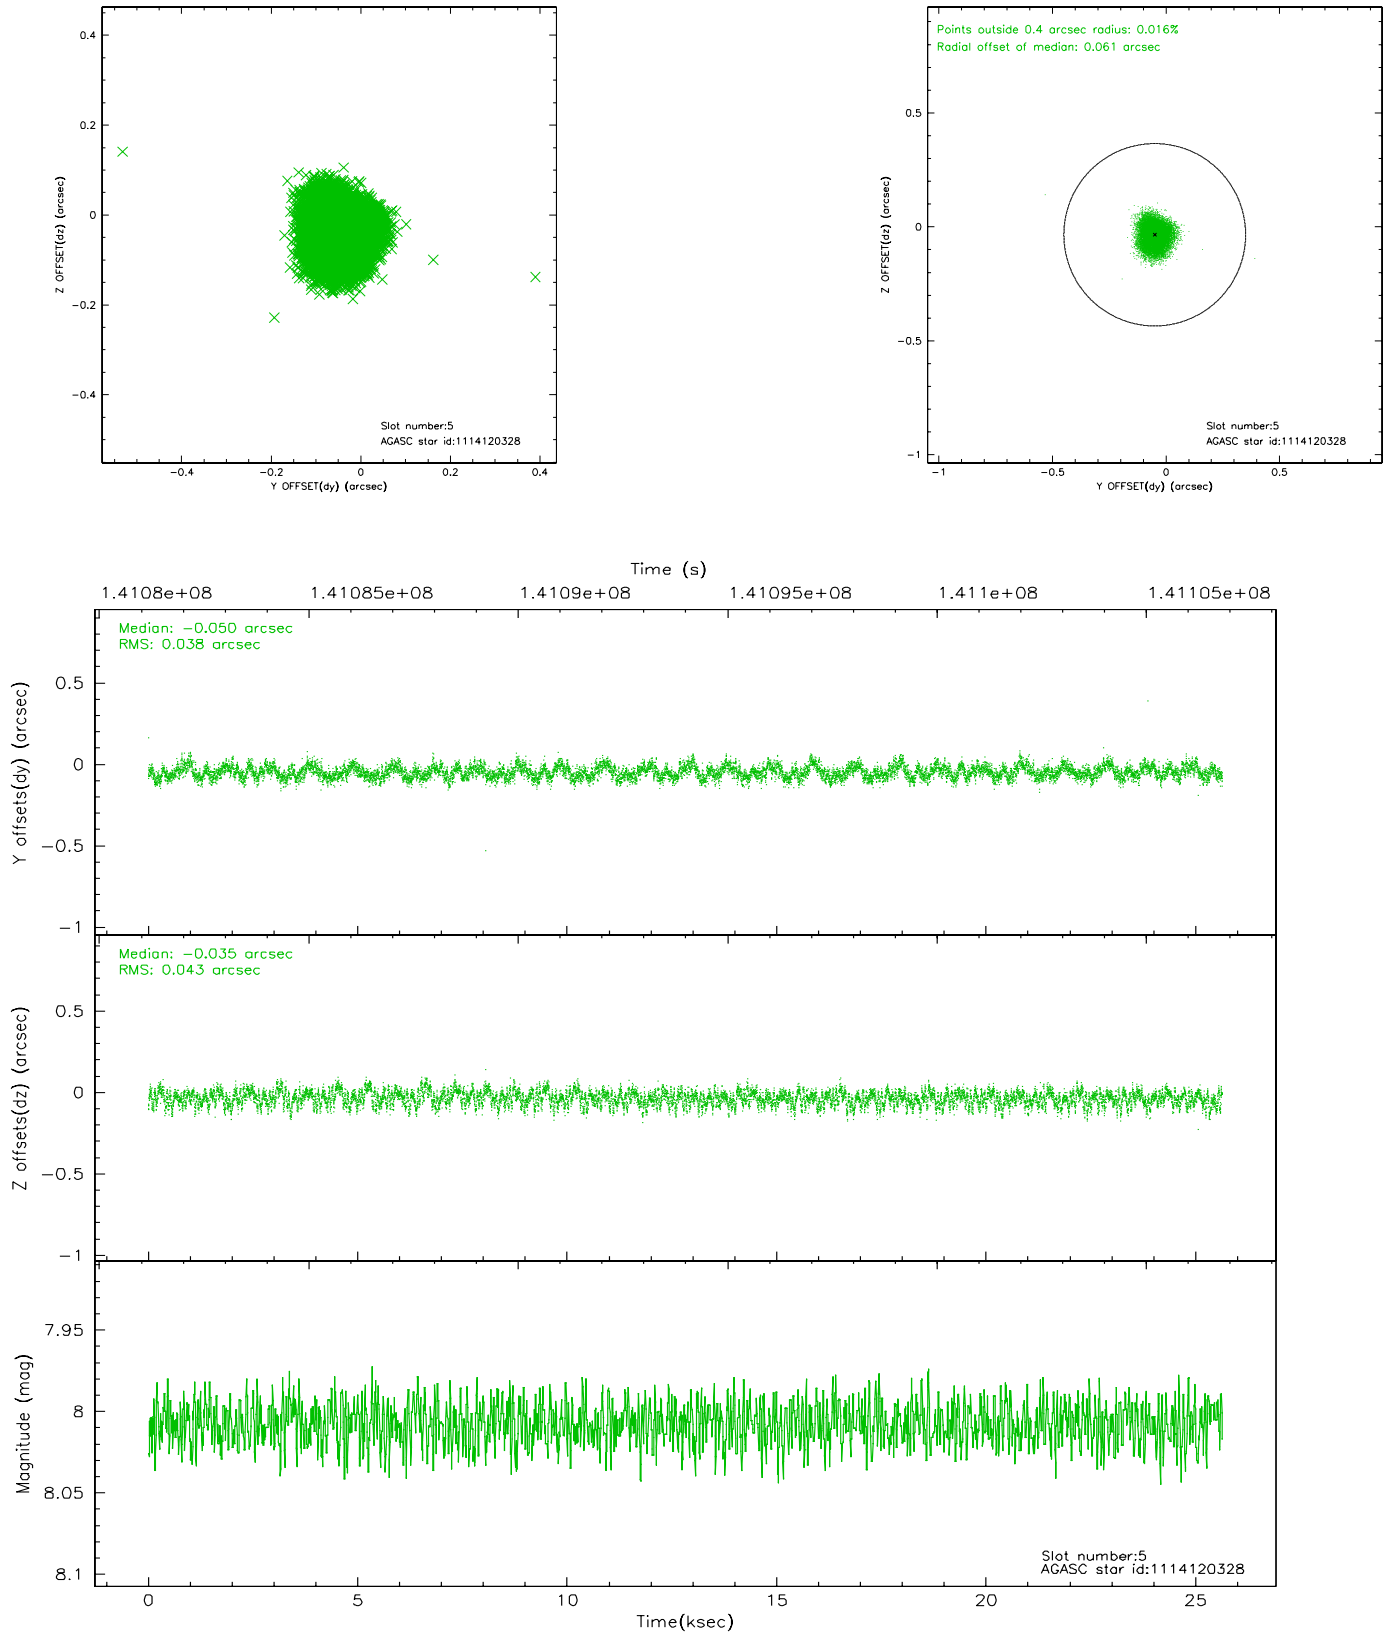 0.4
0.2
0
−0.2
−0.4
Z OFFSET(dz) (arcsec)
Slot number:5
AGASC star id:1114120328
−0.4 −0.2 0 0.2 0.4
Y OFFSET(dy) (arcsec)
Points outside 0.4 arcsec radius: 0.016%
Radial offset of median: 0.061 arcsec
0.5
0
−0.5
−1
Z OFFSET(dz) (arcsec)
Slot number:5
AGASC star id:1114120328
−1 −0.5 0 0.5
Y OFFSET(dy) (arcsec)
Time (s)
1.4108e+08 1.41085e+08 1.4109e+08 1.41095e+08 1.411e+08 1.41105e+08
Median: −0.050 arcsec
RMS: 0.038 arcsec
0.5
0
−0.5
−1
Y offsets(dy) (arcsec)
Median: −0.035 arcsec
RMS: 0.043 arcsec
0.5
0
−0.5
−1
Z offsets(dz) (arcsec)
7.95
8
8.05
8.1
Magnitude (mag)
Slot number:5
AGASC star id:1114120328
0 5 10 15 20 25
Time(ksec)